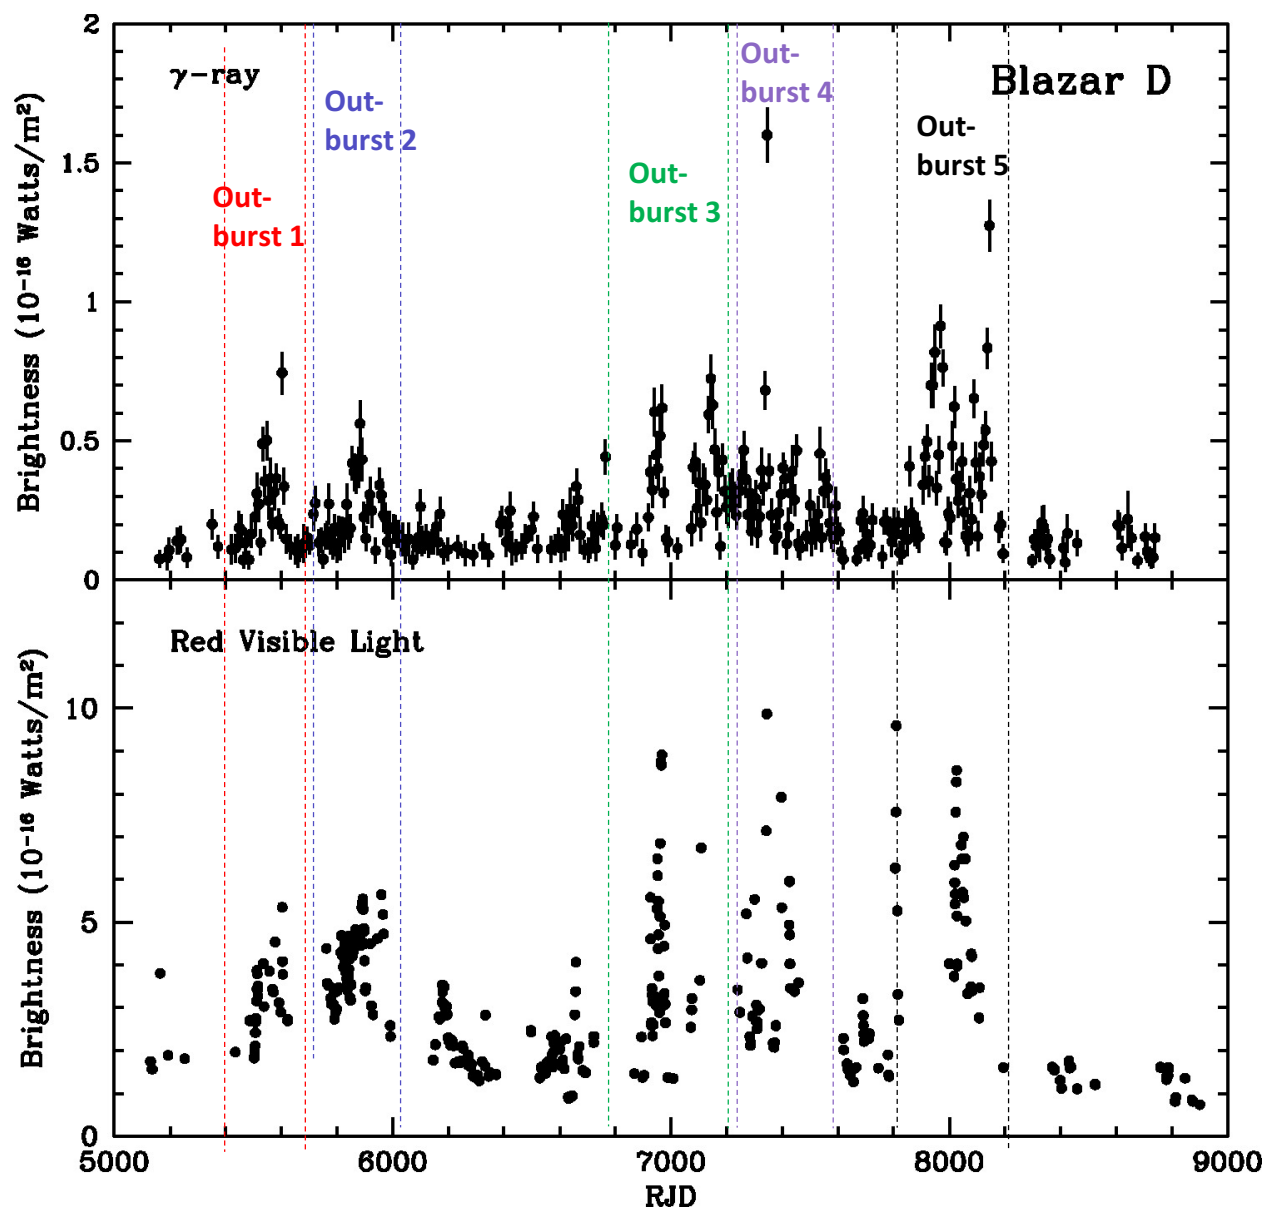 2
γ-ray
Out-
burst 4
Blazar D
Out-
burst 2
Out-
burst 5
1.5
Out-
burst 3
Out-
burst 1
Brightness (10⁻¹⁶ Watts/m²)
1
0.5
0
Red Visible Light
10
Brightness (10⁻¹⁶ Watts/m²)
5
0
5000 6000 7000 8000 9000
RJD